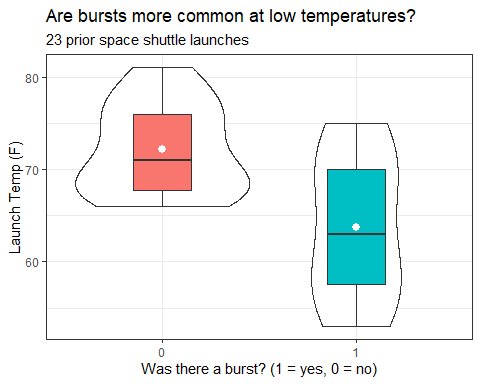 Are bursts more common at low temperatures?
23 prior space shuttle launches
Launch Temp (F)
80
70
60
0
1
Was there a burst? (1 = yes, 0 = no)